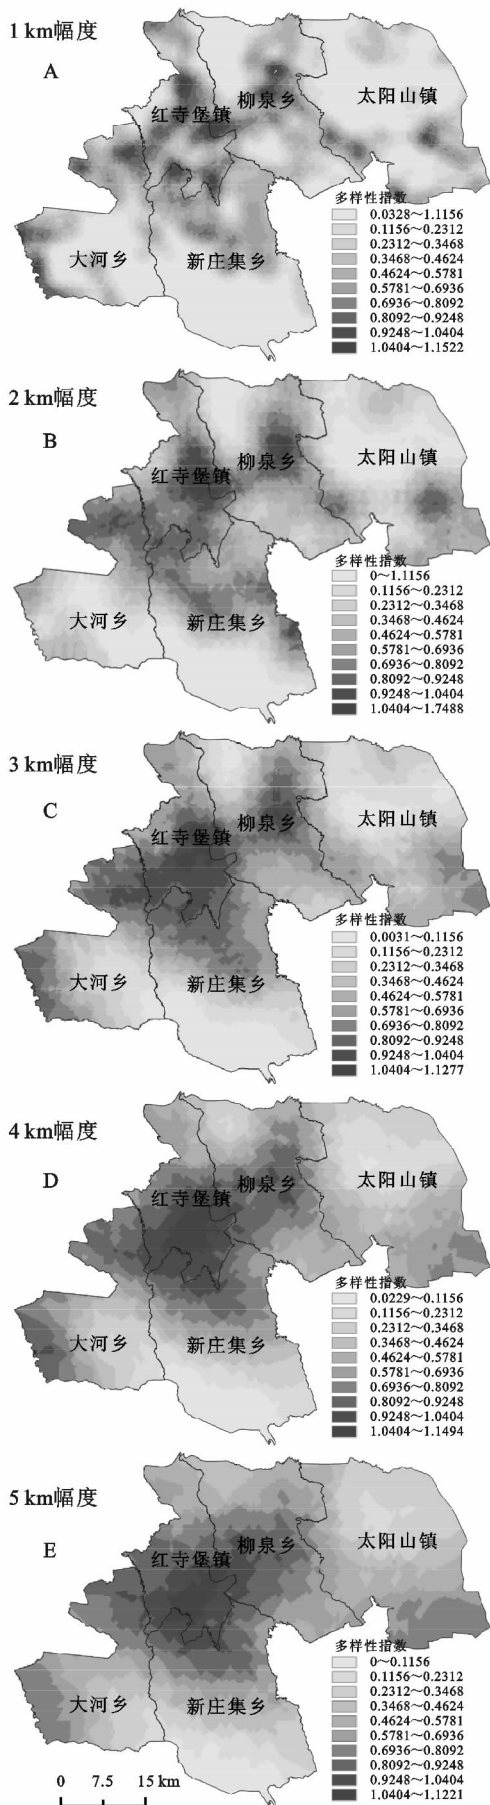 1 km幅度
A
红寺堡镇
柳泉乡
太阳山镇
大河乡
新庄集乡
多样性指数
0.0328~1.1156
0.1156~0.2312
0.2312~0.3468
0.3468~0.4624
0.4624~0.5781
0.5781~0.6936
0.6936~0.8092
0.8092~0.9248
0.9248~1.0404
1.0404~1.1522
2 km幅度
B
红寺堡镇
柳泉乡
太阳山镇
大河乡
新庄集乡
多样性指数
0~1.1156
0.1156~0.2312
0.2312~0.3468
0.3468~0.4624
0.4624~0.5781
0.5781~0.6936
0.6936~0.8092
0.8092~0.9248
0.9248~1.0404
1.0404~1.7488
3 km幅度
C
红寺堡镇
柳泉乡
太阳山镇
大河乡
新庄集乡
多样性指数
0.0031~0.1156
0.1156~0.2312
0.2312~0.3468
0.3468~0.4624
0.4624~0.5781
0.5781~0.6936
0.6936~0.8092
0.8092~0.9248
0.9248~1.0404
1.0404~1.1277
4 km幅度
D
红寺堡镇
柳泉乡
太阳山镇
大河乡
新庄集乡
多样性指数
0.0229~0.1156
0.1156~0.2312
0.2312~0.3468
0.3468~0.4624
0.4624~0.5781
0.5781~0.6936
0.6936~0.8092
0.8092~0.9248
0.9248~1.0404
1.0404~1.1494
5 km幅度
E
红寺堡镇
柳泉乡
太阳山镇
大河乡
新庄集乡
多样性指数
0~0.1156
0.1156~0.2312
0.2312~0.3468
0.3468~0.4624
0.4624~0.5781
0.5781~0.6936
0.6936~0.8092
0.8092~0.9248
0.9248~1.0404
1.0404~1.1221
0 7.5 15 km